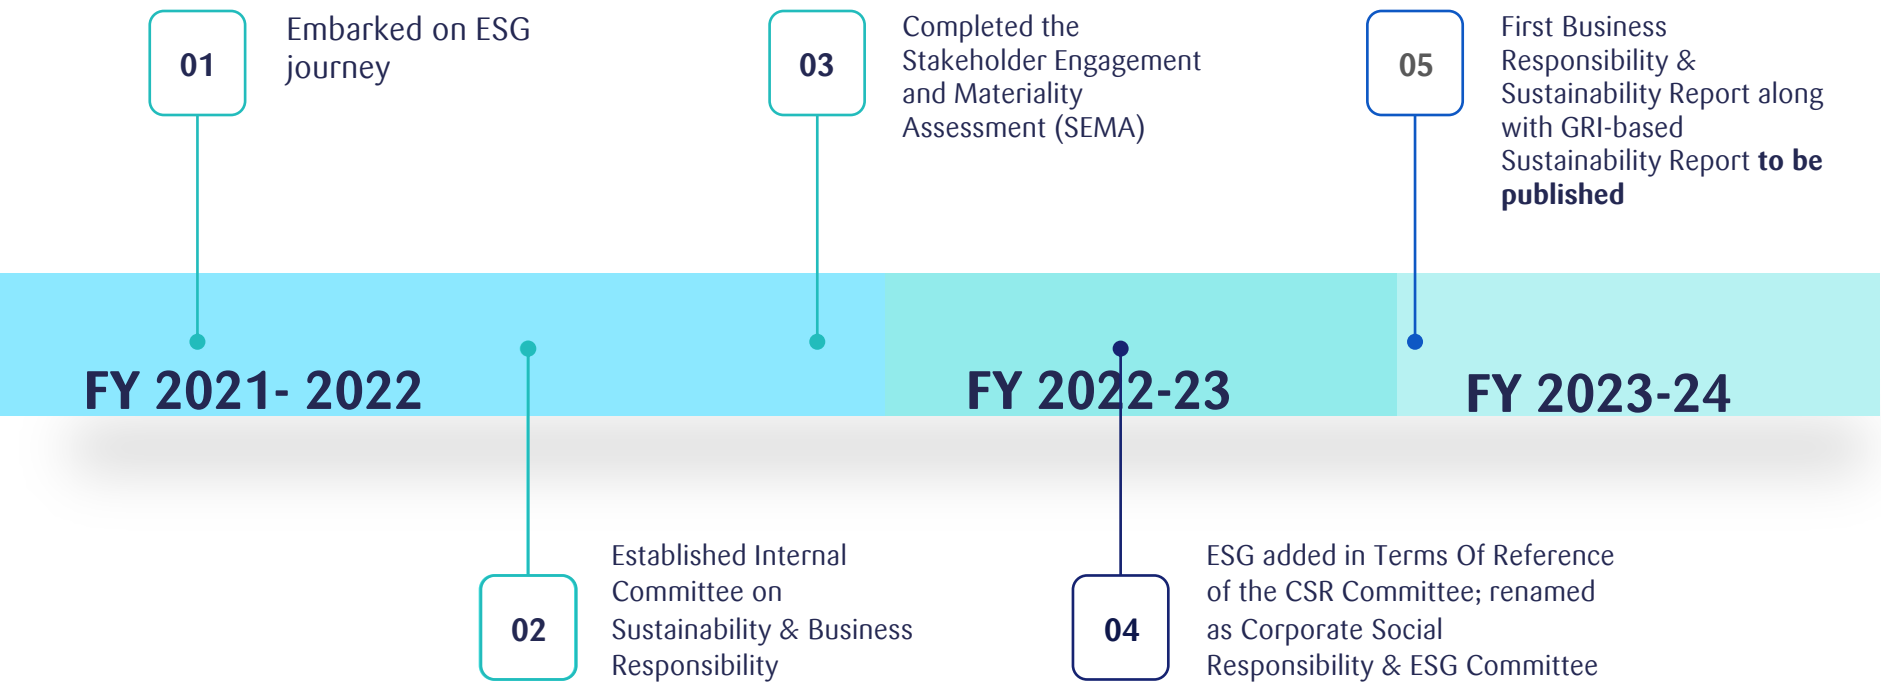 01
Embarked on ESG
journey
03
Completed the
Stakeholder Engagement
and Materiality
Assessment (SEMA)
05
First Business
Responsibility &
Sustainability Report along
with GRI-based
Sustainability Report to be
published
FY 2021- 2022
FY 2022-23
FY 2023-24
02
Established Internal
Committee on
Sustainability & Business
Responsibility
04
ESG added in Terms Of Reference
of the CSR Committee; renamed
as Corporate Social
Responsibility & ESG Committee